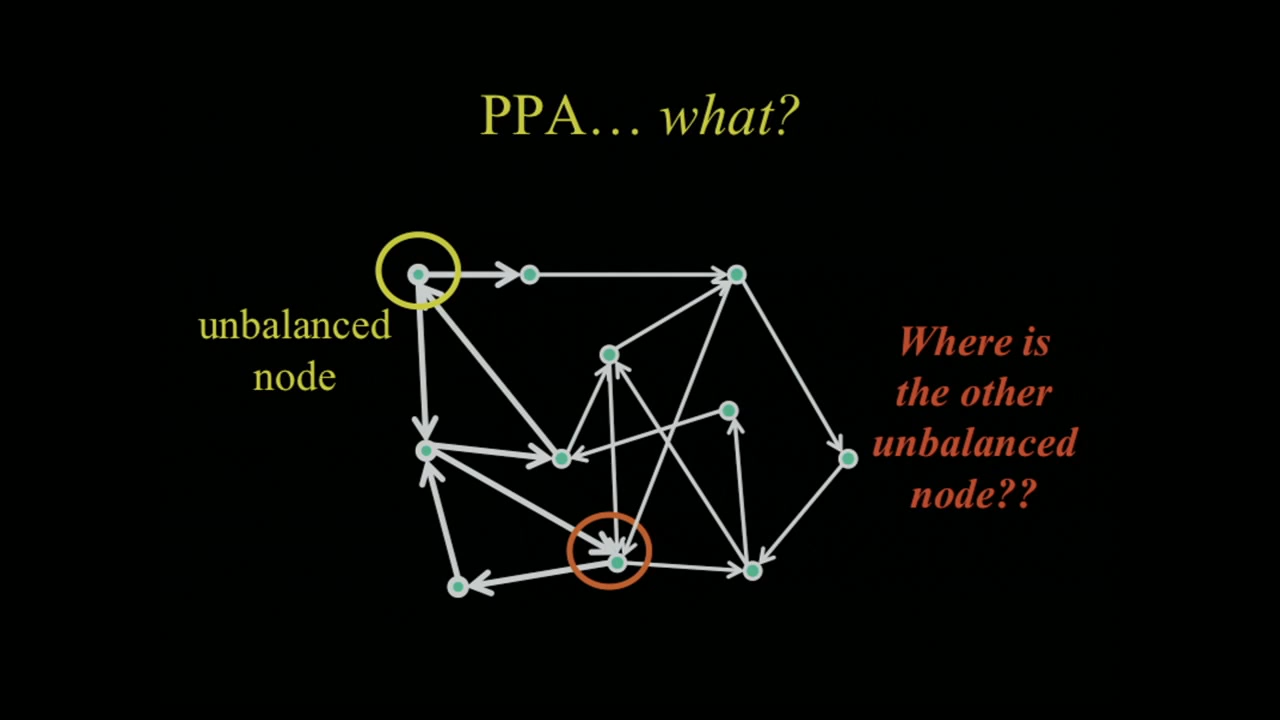 PPA… what?
unbalanced
node
Where is
the other
unbalanced
node??